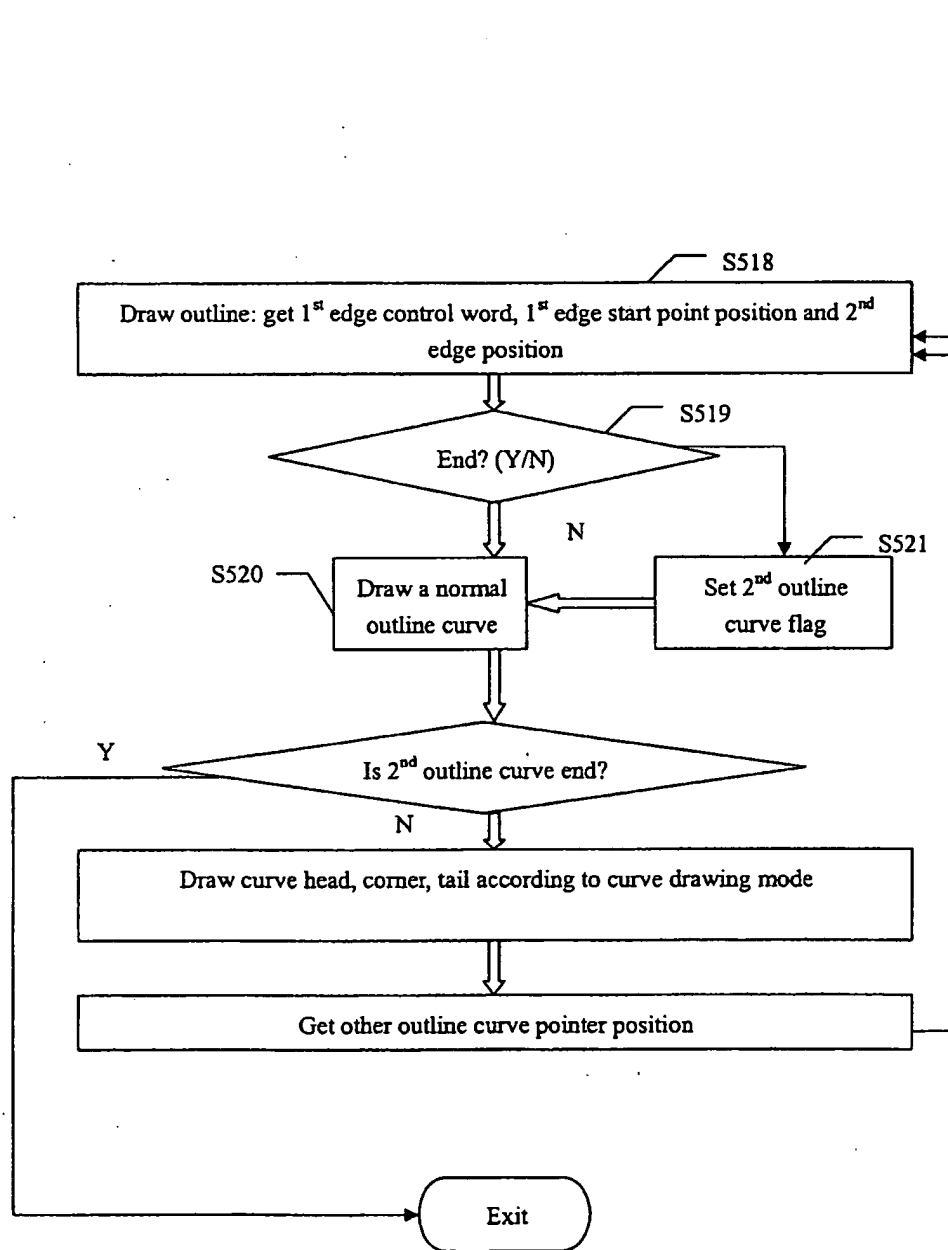 S518
Draw outline: get 1st edge control word, 1st edge start point position and 2nd
edge position
S519
End? (Y/N)
N
S521
S520
Draw a normal
outline curve
Set 2nd outline
curve flag
Y
Is 2nd outline curve end?
N
Draw curve head, corner, tail according to curve drawing mode
Get other outline curve pointer position
Exit